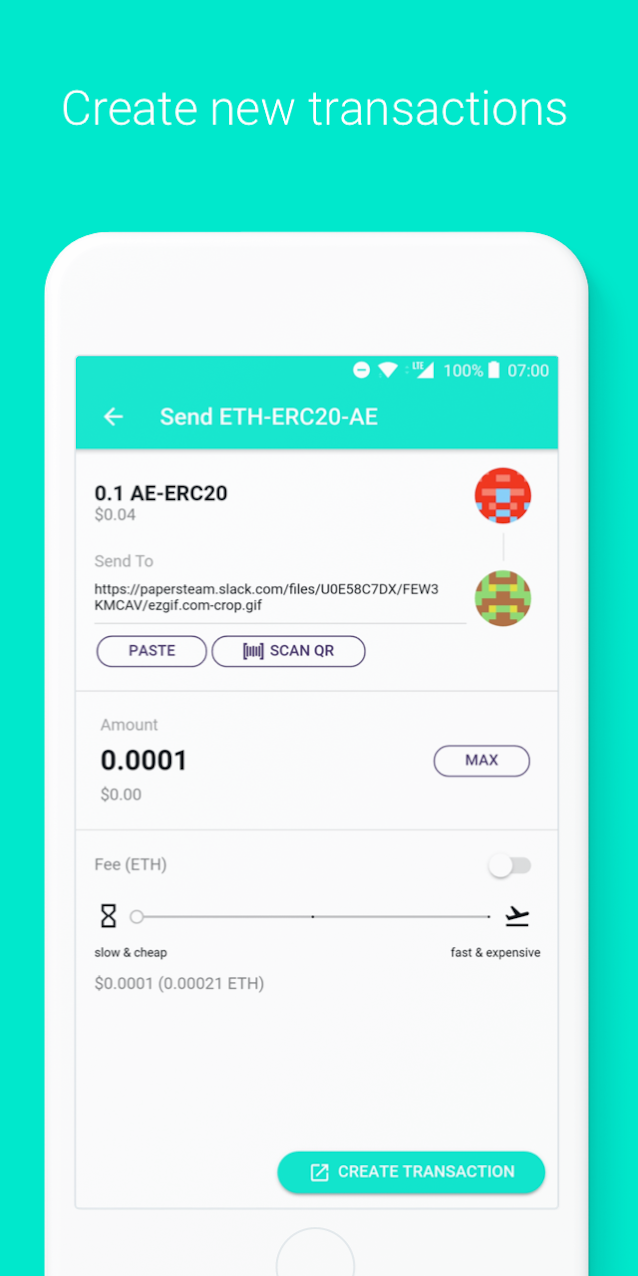 Create new transactions
LTE 100% 07:00
Send ETH-ERC20-AE
0.1 AE-ERC20
$0.04
Send To
https://papersteam.slack.com/files/U0E58C7DX/FEW3
KMCAV/ezgif.com-crop.gif
PASTE SCAN QR
Amount
0.0001
MAX
$0.00
Fee (ETH)
slow & cheap fast & expensive
$0.0001 (0.00021 ETH)
CREATE TRANSACTION